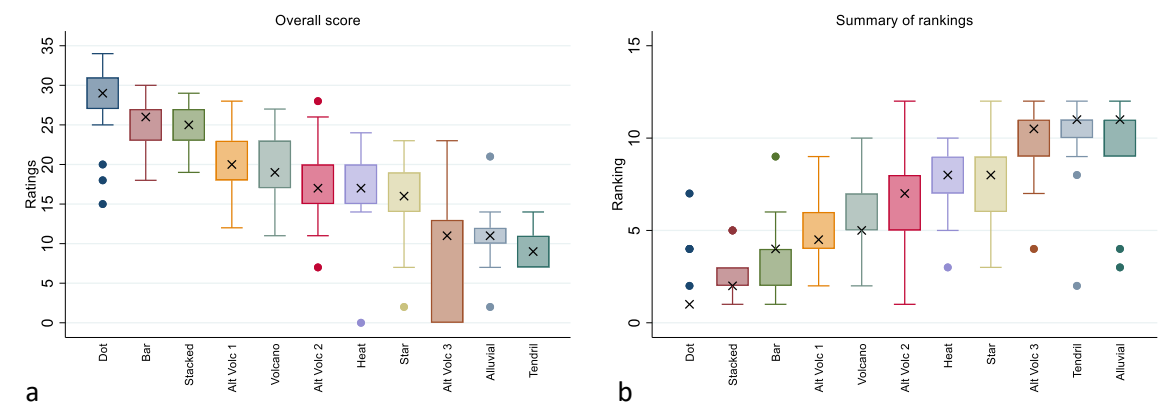 Overall score
Ratings
35
30
25
20
15
10
5
0
Dot
Bar
Stacked
Alt Volc 1
Volcano
Alt Volc 2
Heat
Star
Alt Volc 3
Alluvial
Tendril
a
Summary of rankings
Ranking
15
10
5
0
Dot
Stacked
Bar
Alt Volc 1
Volcano
Alt Volc 2
Heat
Star
Alt Volc 3
Tendril
Alluvial
b